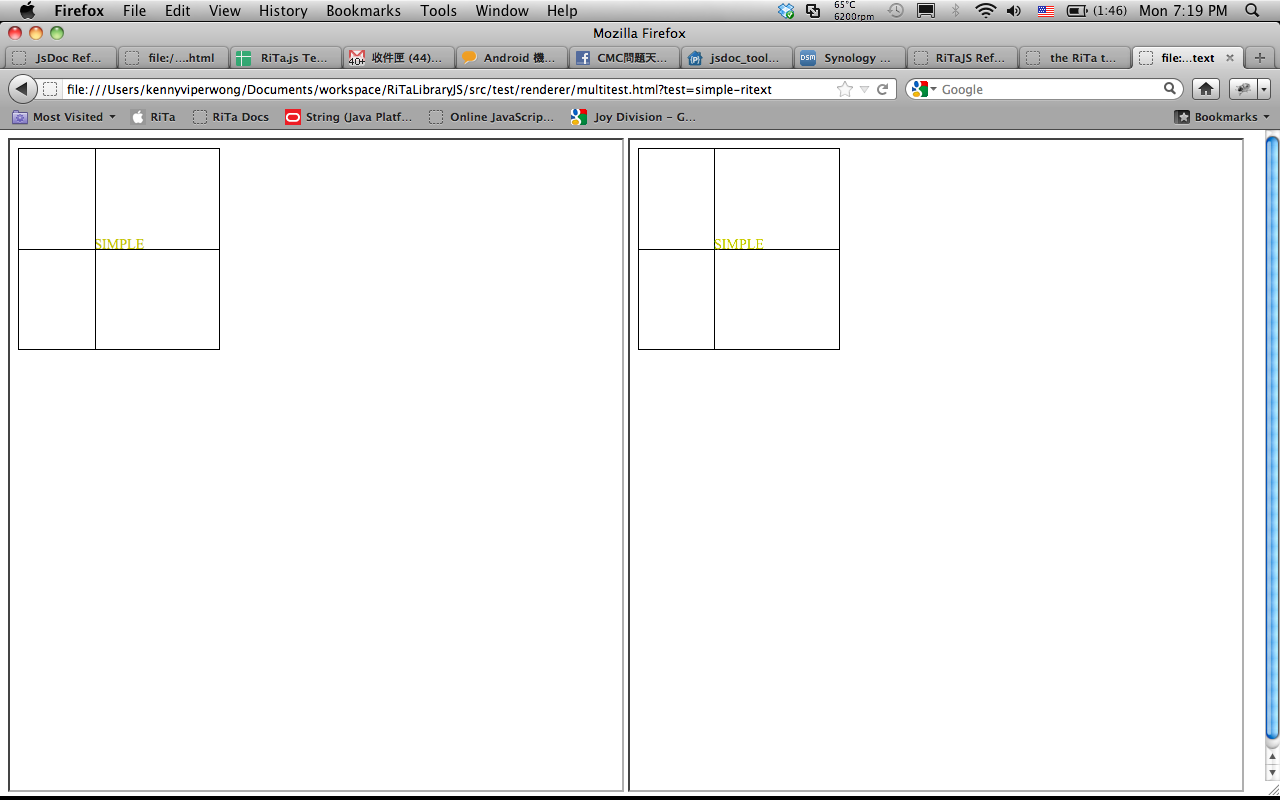 Firefox File Edit View History Bookmarks Tools Window Help 65°C 6200rpm (1:46) Mon 7:19 PM
Mozilla Firefox
JsDoc Ref... file:/....html RiTa.js Te... 40+ 收件匣 (44)... Android 機... CMC問題天... jsdoc_tool... DSM Synology RiTaJS Ref... the RiTa t... file:...text
file:///Users/kennyviperwong/Documents/workspace/RiTaLibraryJS/src/test/renderer/multitest.html?test=simple-ritext Google
Most Visited RiTa RiTa Docs String (Java Platf... Online JavaScrip... Joy Division – G... Bookmarks
SIMPLE SIMPLE